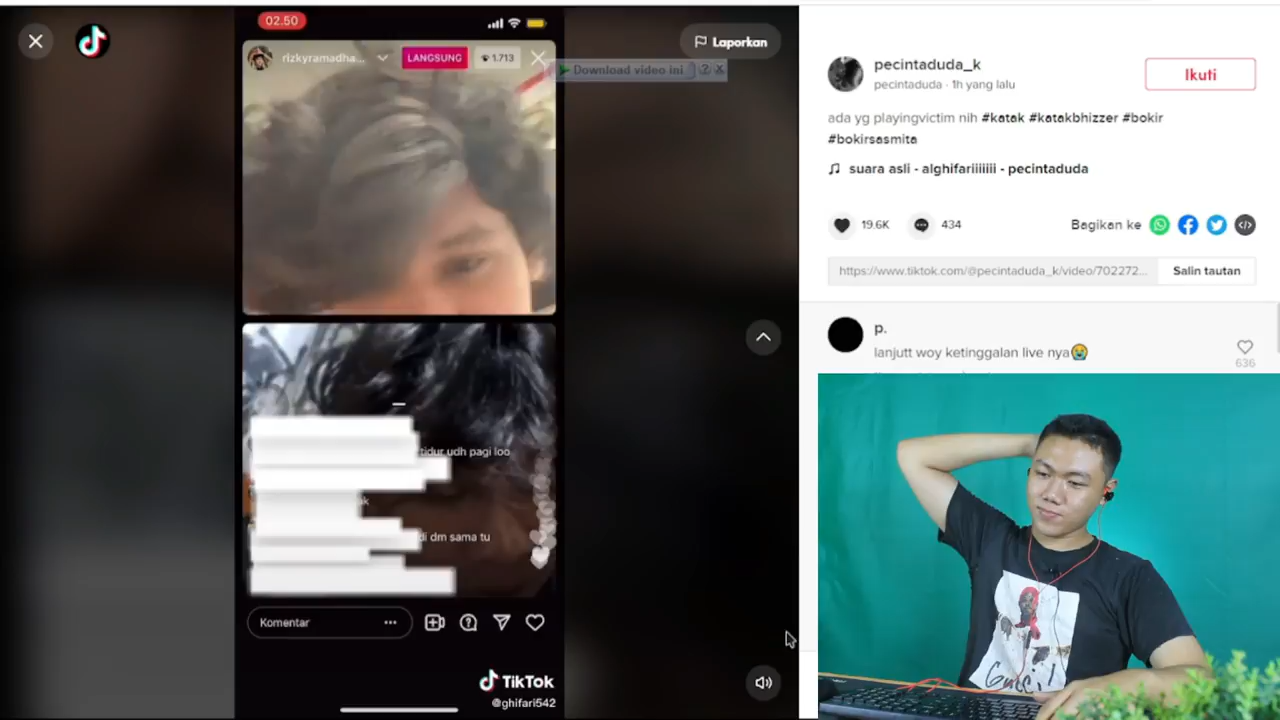 02.50
rizkyramadha...
LANGSUNG
1.713
Download video ini
?
Laporkan
tidur udh pagi loo
k
di dm sama tu
Komentar
TikTok
@ghifari542
pecintaduda_k
pecintaduda · 1h yang lalu
Ikuti
ada yg playingvictim nih #katak #katakbhizzer #bokir
#bokirsasmita
suara asli - alghifariiiiiii - pecintaduda
19.6K
434
Bagikan ke
https://www.tiktok.com/@pecintaduda_k/video/702272...
Salin tautan
p.
lanjutt woy ketinggalan live nya😭
636
Gucci